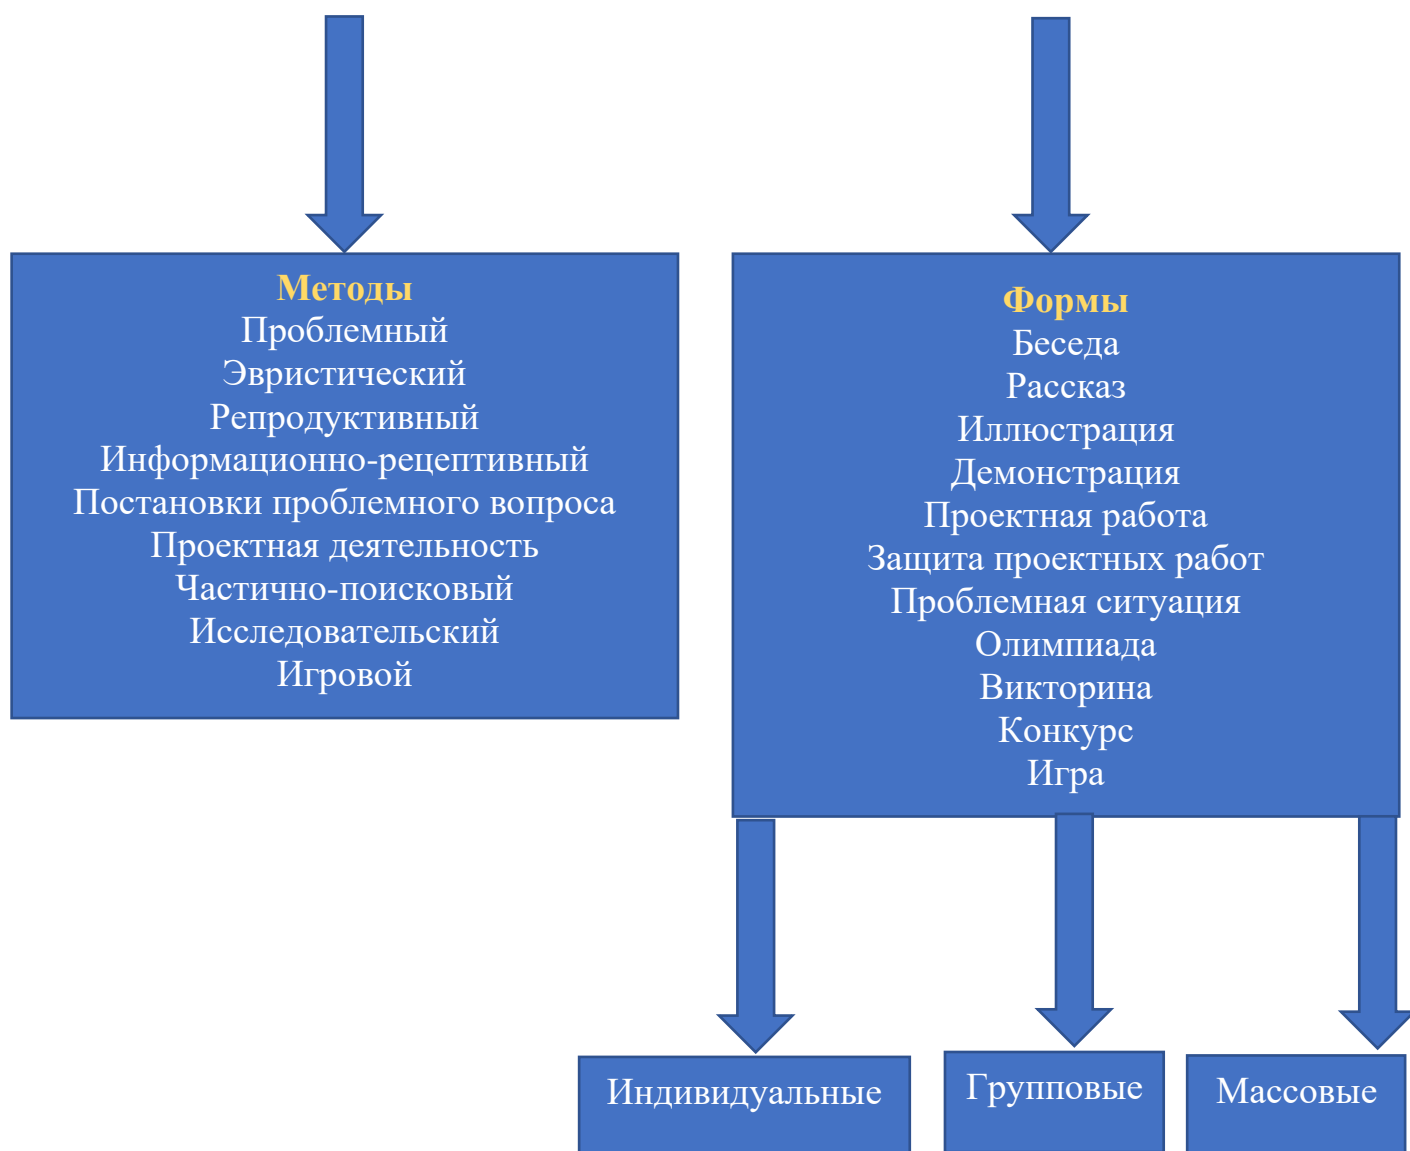 Методы
Проблемный
Эвристический
Репродуктивный
Информационно-рецептивный
Постановки проблемного вопроса
Проектная деятельность
Частично-поисковый
Исследовательский
Игровой
Формы
Беседа
Рассказ
Иллюстрация
Демонстрация
Проектная работа
Защита проектных работ
Проблемная ситуация
Олимпиада
Викторина
Конкурс
Игра
Индивидуальные
Групповые
Массовые